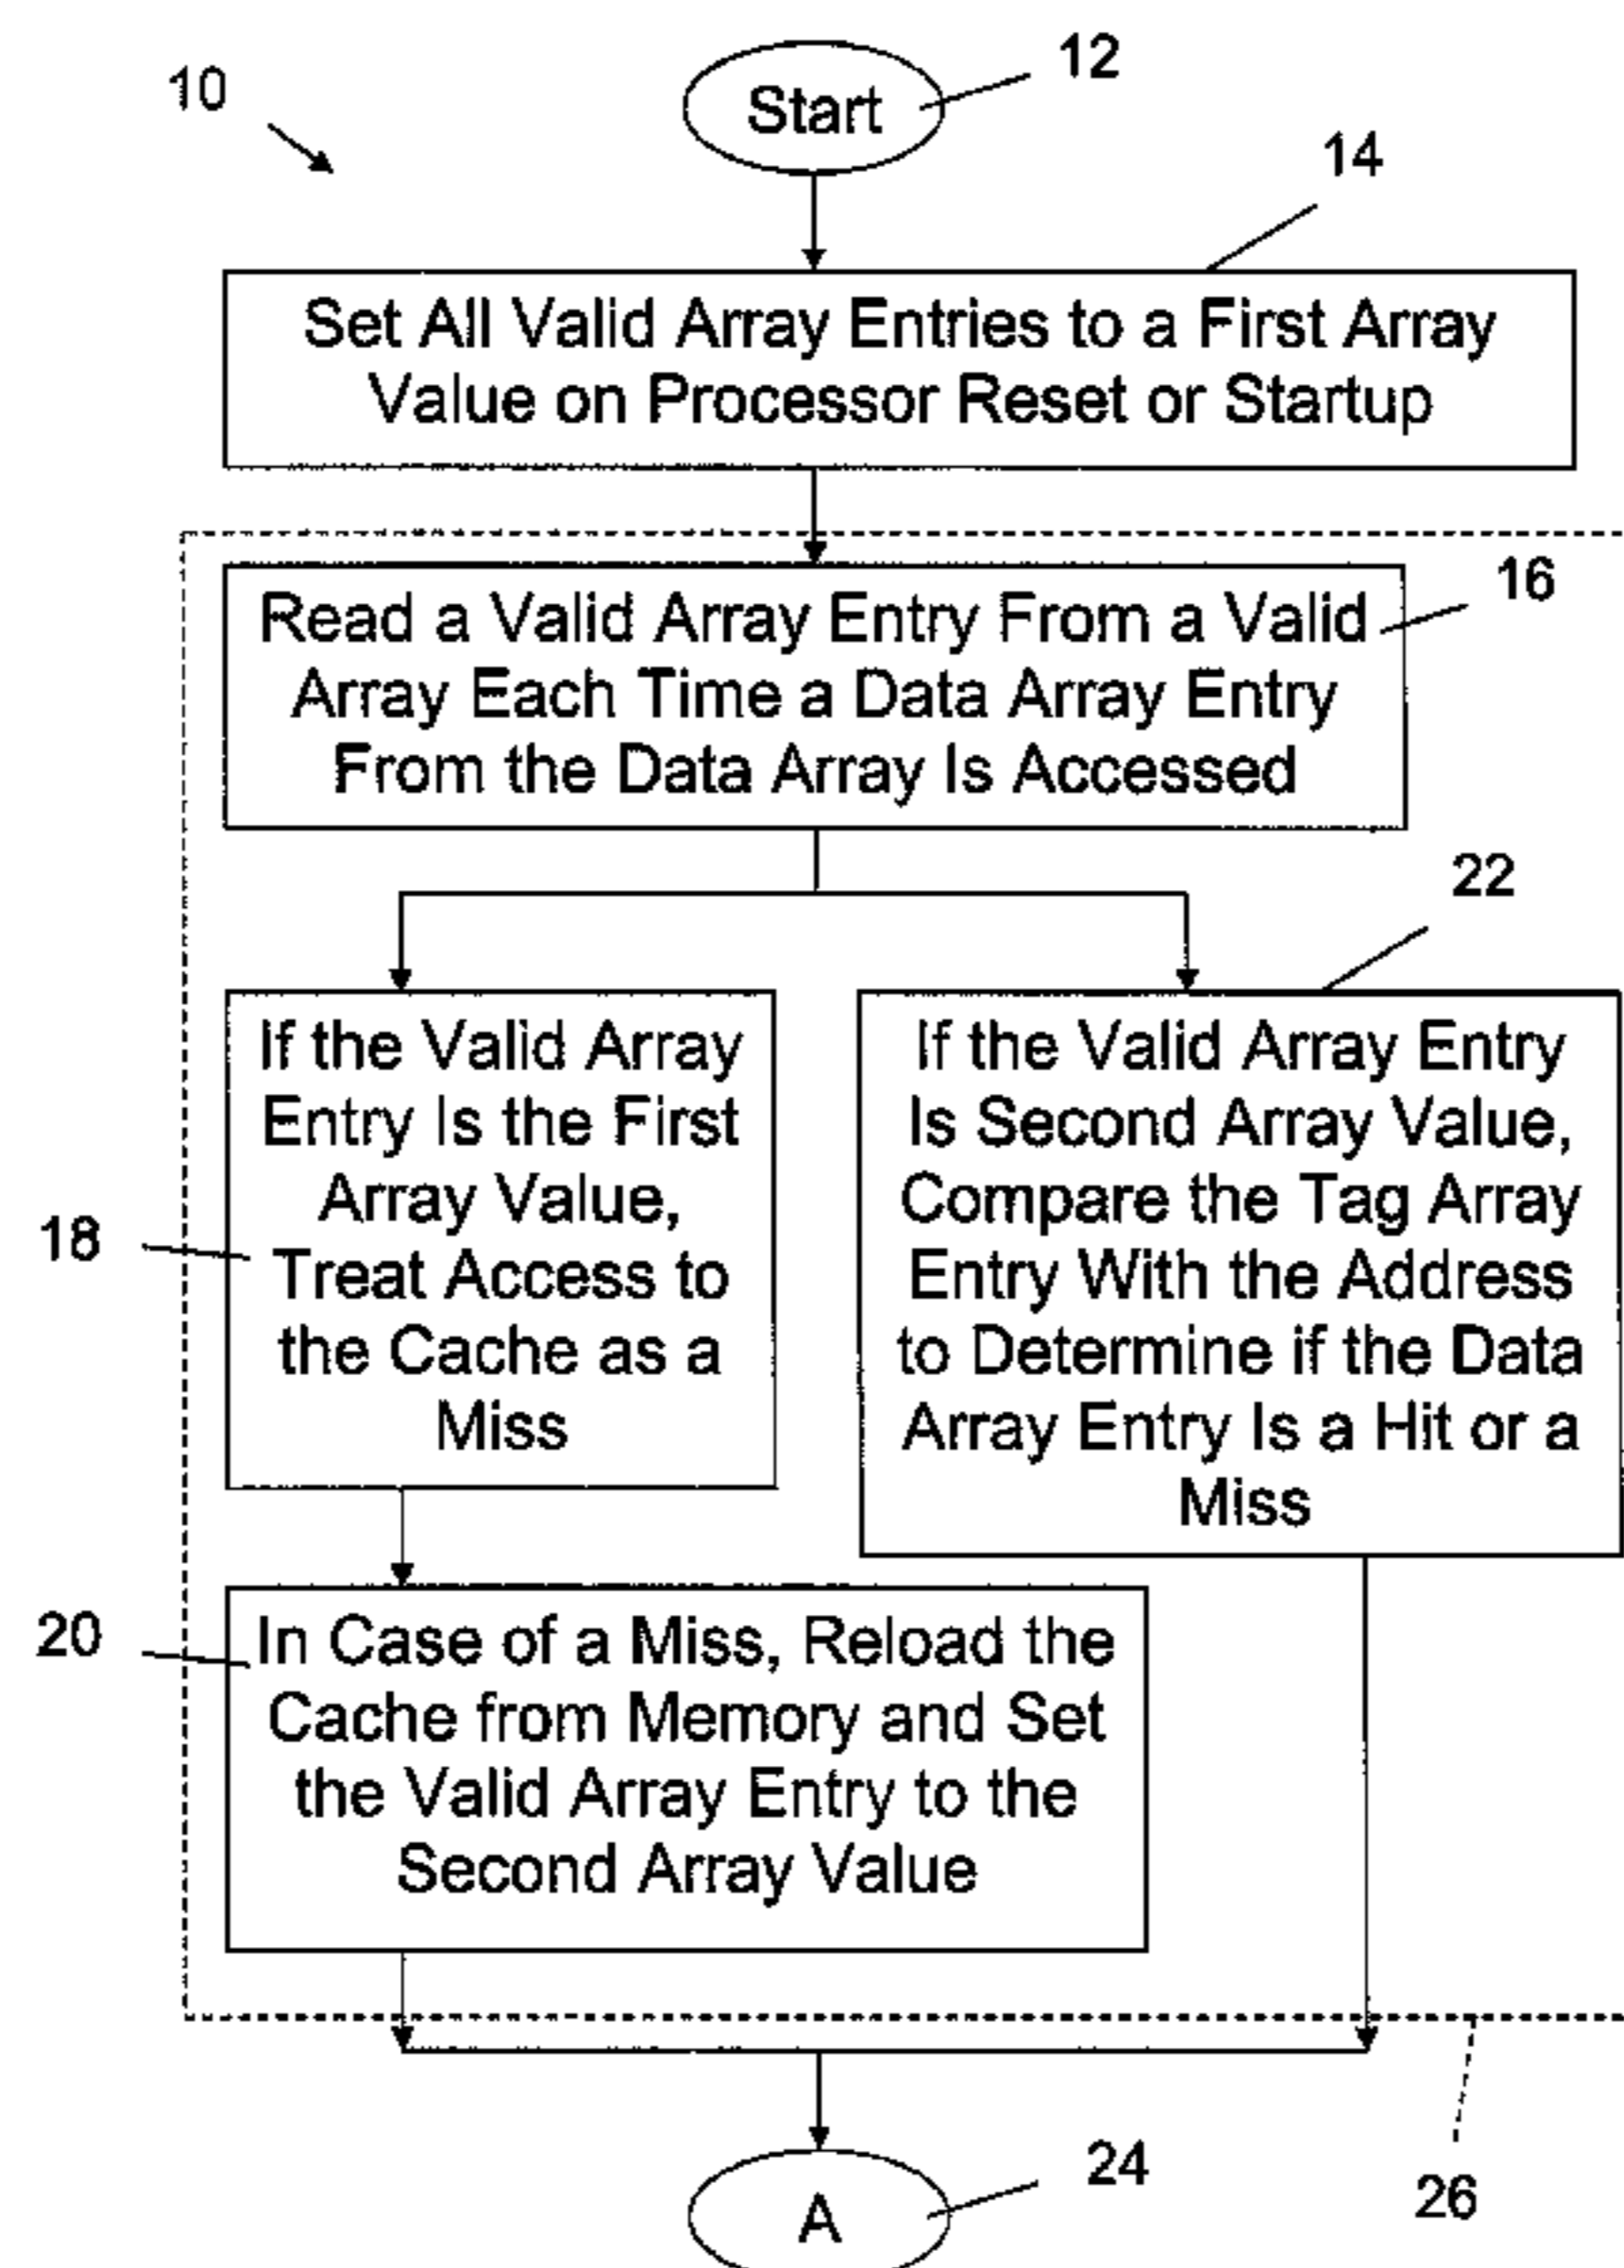 10
Start
12
14
Set All Valid Array Entries to a First Array
Value on Processor Reset or Startup
16
Read a Valid Array Entry From a Valid
Array Each Time a Data Array Entry
From the Data Array Is Accessed
22
18
If the Valid Array
Entry Is the First
Array Value,
Treat Access to
the Cache as a
Miss
If the Valid Array Entry
Is Second Array Value,
Compare the Tag Array
Entry With the Address
to Determine if the Data
Array Entry Is a Hit or a
Miss
20
In Case of a Miss, Reload the
Cache from Memory and Set
the Valid Array Entry to the
Second Array Value
A
24
26